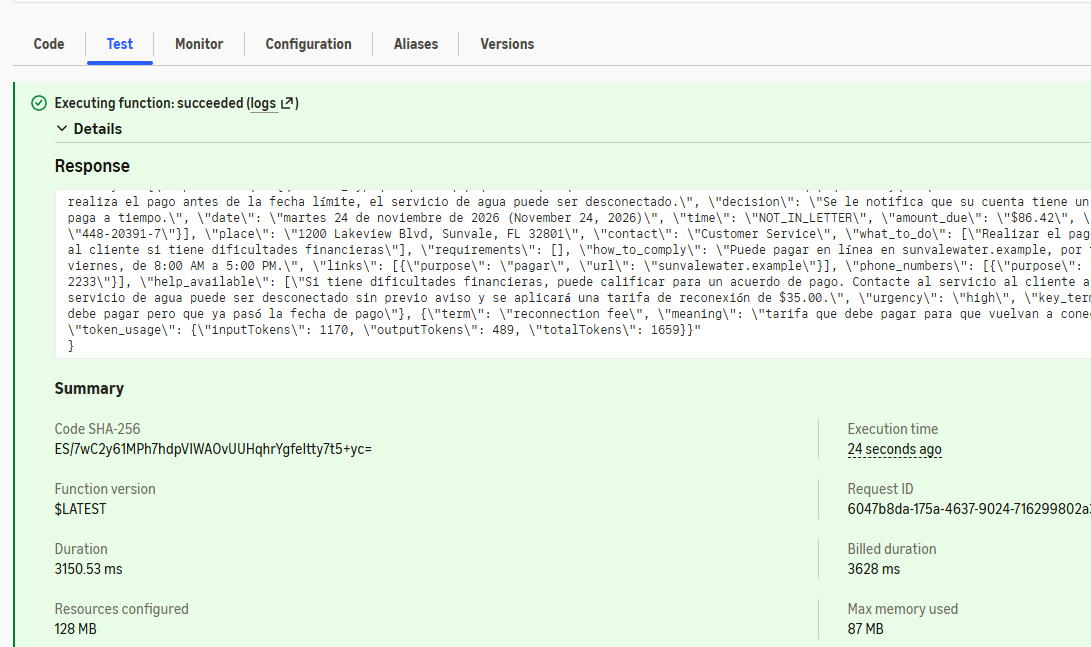 Code Test Monitor Configuration Aliases Versions
Executing function: succeeded (logs)
Details
Response
realiza el pago antes de la fecha límite, el servicio de agua puede ser desconectado.\", \"decision\": \"Se le notifica que su cuenta tiene un
paga a tiempo.\", \"date\": \"martes 24 de noviembre de 2026 (November 24, 2026)\", \"time\": \"NOT_IN_LETTER\", \"amount_due\": \"$86.42\", \
\"448-20391-7\"}], \"place\": \"1200 Lakeview Blvd, Sunvale, FL 32801\", \"contact\": \"Customer Service\", \"what_to_do\": [\"Realizar el pag
al cliente si tiene dificultades financieras\"], \"requirements\": [], \"how_to_comply\": \"Puede pagar en línea en sunvalewater.example, por
viernes, de 8:00 AM a 5:00 PM.\", \"links\": [{\"purpose\": \"pagar\", \"url\": \"sunvalewater.example\"}], \"phone_numbers\": [{\"purpose\":
2233\"}], \"help_available\": [\"Si tiene dificultades financieras, puede calificar para un acuerdo de pago. Contacte al servicio al cliente a
servicio de agua puede ser desconectado sin previo aviso y se aplicará una tarifa de reconexión de $35.00.\", \"urgency\": \"high\", \"key_ter
debe pagar pero que ya pasó la fecha de pago\"}, {\"term\": \"reconnection fee\", \"meaning\": \"tarifa que debe pagar para que vuelvan a cone
\"token_usage\": {\"inputTokens\": 1170, \"outputTokens\": 489, \"totalTokens\": 1659}}"
}
Summary
Code SHA-256
ES/7wC2y61MPh7hdpVIWAOvUUHqhrYgfeItty7t5+yc=
Execution time
24 seconds ago
Function version
$LATEST
Request ID
6047b8da-175a-4637-9024-716299802a
Duration
3150.53 ms
Billed duration
3628 ms
Resources configured
128 MB
Max memory used
87 MB